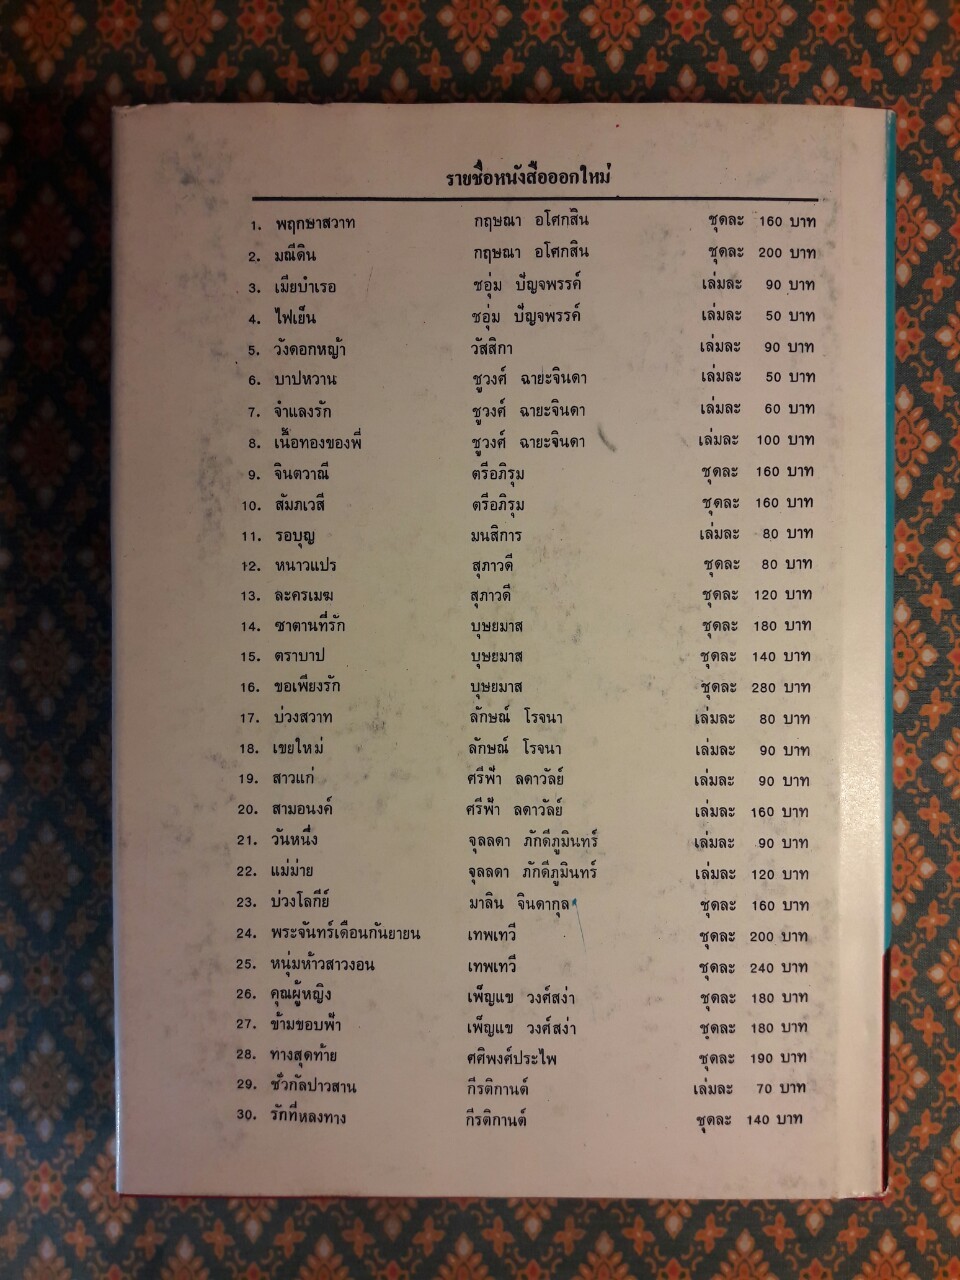 รายชื่อหนังสือออกใหม่
1. พฤกษาสวาท กฤษณา อโศกสิน ชุดละ 160 บาท
2. มณีดิน กฤษณา อโศกสิน ชุดละ 200 บาท
3. เมียบำเรอ ชอุ่ม ปัญจพรรค์ เล่มละ 90 บาท
4. ไฟเย็น ชอุ่ม ปัญจพรรค์ เล่มละ 50 บาท
5. วังดอกหญ้า วัสสิกา เล่มละ 90 บาท
6. บาปหวาน ชูวงศ์ ฉายะจินดา เล่มละ 50 บาท
7. จำแลงรัก ชูวงศ์ ฉายะจินดา เล่มละ 60 บาท
8. เนื้อทองของพี่ ชูวงศ์ ฉายะจินดา เล่มละ 100 บาท
9. จินตวาณี ตรีอภิรุม ชุดละ 160 บาท
10. สัมภเวสี ตรีอภิรุม ชุดละ 160 บาท
11. รอบุญ มนสิการ เล่มละ 80 บาท
12. หนาวแปร สุภาวดี ชุดละ 80 บาท
13. ละครเมฆ สุภาวดี ชุดละ 120 บาท
14. ซาตานที่รัก บุษยมาส ชุดละ 180 บาท
15. ตราบาป บุษยมาส ชุดละ 140 บาท
16. ขอเพียงรัก บุษยมาส ชุดละ 280 บาท
17. บ่วงสวาท ลักษณ์ โรจนา เล่มละ 80 บาท
18. เขยใหม่ ลักษณ์ โรจนา เล่มละ 90 บาท
19. สาวแก่ ศรีฟ้า ลดาวัลย์ เล่มละ 90 บาท
20. สามอนงค์ ศรีฟ้า ลดาวัลย์ เล่มละ 160 บาท
21. วันหนึ่ง จุลลดา ภักดีภูมินทร์ เล่มละ 90 บาท
22. แม่ม่าย จุลลดา ภักดีภูมินทร์ เล่มละ 120 บาท
23. บ่วงโลกีย์ มาลิน จินดากุล ชุดละ 160 บาท
24. พระจันทร์เดือนกันยายน เทพเทวี ชุดละ 200 บาท
25. หนุ่มห้าวสาวงอน เทพเทวี ชุดละ 240 บาท
26. คุณผู้หญิง เพ็ญแข วงศ์สง่า ชุดละ 180 บาท
27. ข้ามขอบฟ้า เพ็ญแข วงศ์สง่า ชุดละ 180 บาท
28. ทางสุดท้าย ศศิพงศ์ประไพ ชุดละ 190 บาท
29. ชั่วกัลปาวสาน กีรติกานต์ เล่มละ 70 บาท
30. รักที่หลงทาง กีรติกานต์ ชุดละ 140 บาท